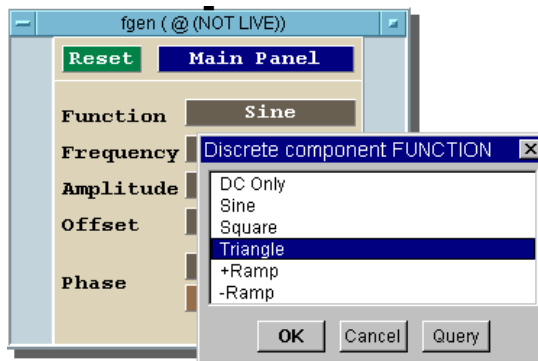 fgen ( @ (NOT LIVE))
Reset Main Panel
Function Sine
Frequency
Amplitude
Offset
Phase
Discrete component FUNCTION
DC Only
Sine
Square
Triangle
+Ramp
-Ramp
OK Cancel Query